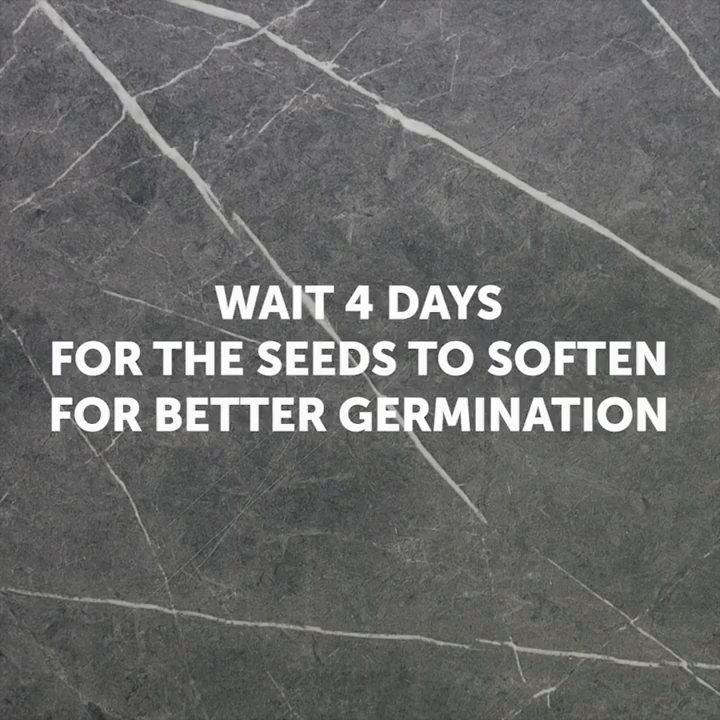 WAIT 4 DAYS
FOR THE SEEDS TO SOFTEN
FOR BETTER GERMINATION